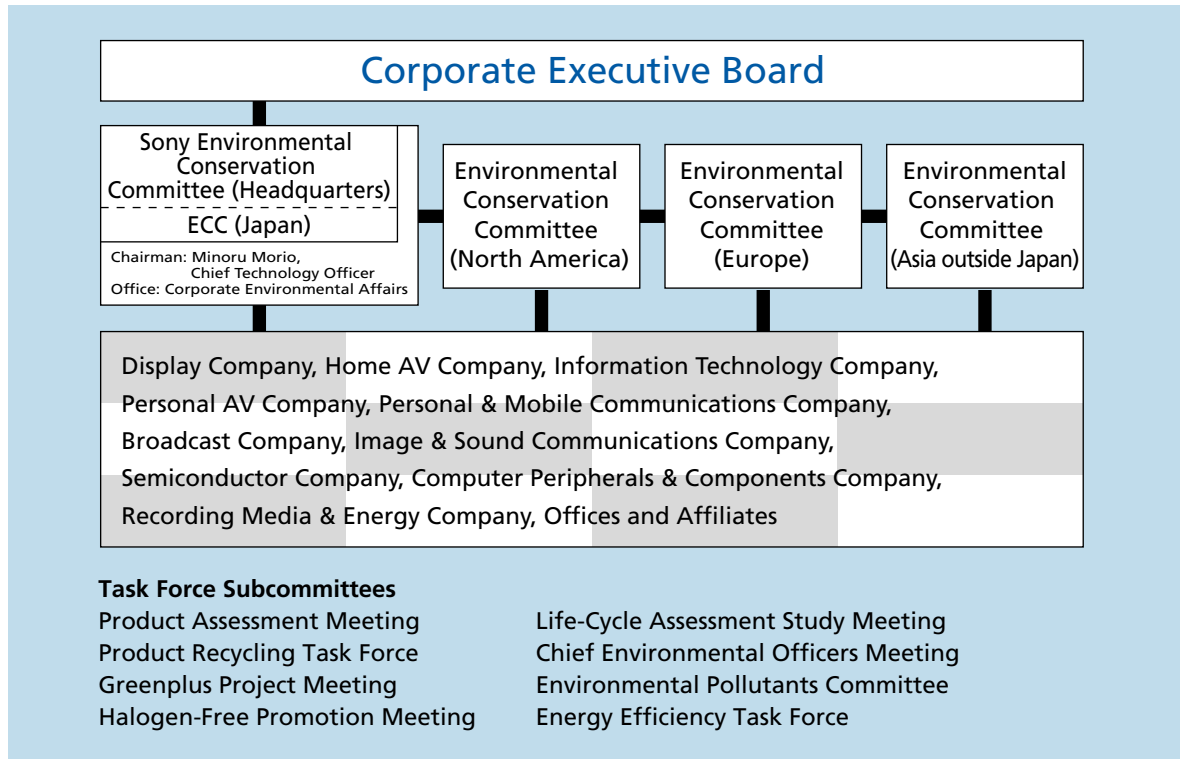 Corporate Executive Board
Sony Environmental
Conservation
Committee (Headquarters)
ECC (Japan)
Chairman: Minoru Morio,
Chief Technology Officer
Office: Corporate Environmental Affairs
Environmental
Conservation
Committee
(North America)
Environmental
Conservation
Committee
(Europe)
Environmental
Conservation
Committee
(Asia outside Japan)
Display Company, Home AV Company, Information Technology Company,
Personal AV Company, Personal & Mobile Communications Company,
Broadcast Company, Image & Sound Communications Company,
Semiconductor Company, Computer Peripherals & Components Company,
Recording Media & Energy Company, Offices and Affiliates
Task Force Subcommittees
Product Assessment Meeting
Product Recycling Task Force
Greenplus Project Meeting
Halogen-Free Promotion Meeting
Life-Cycle Assessment Study Meeting
Chief Environmental Officers Meeting
Environmental Pollutants Committee
Energy Efficiency Task Force